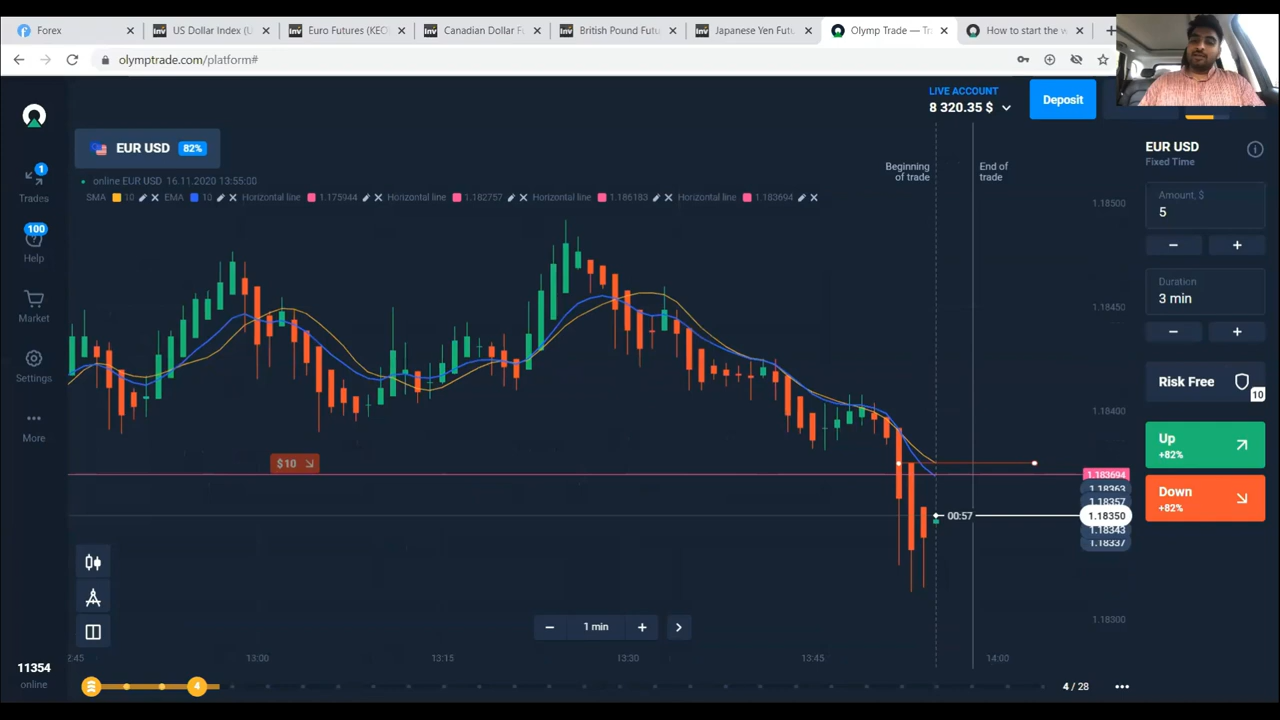 Forex
US Dollar Index (U
Euro Futures (KEO
Canadian Dollar F
British Pound Futu
Japanese Yen Futu
Olymp Trade — Tr
How to start the w
olymptrade.com/platform#
LIVE ACCOUNT
8 320.35 $
Deposit
EUR USD 82%
online EUR USD 16.11.2020 13:55:00
SMA 10 EMA 10 Horizontal line 1.175944 Horizontal line 1.182757 Horizontal line 1.186183 Horizontal line 1.183694
Beginning of trade
End of trade
1
Trades
100
Help
Market
Settings
More
11354
online
$10
00:57
1.18500
1.18450
1.18400
1.183694
1.18363
1.18357
1.18350
1.18343
1.18337
1.18300
EUR USD
Fixed Time
Amount, $
5
− +
Duration
3 min
− +
Risk Free 10
Up
+82%
Down
+82%
− 1 min +
2:45 13:00 13:15 13:30 13:45 14:00
4
4 / 28